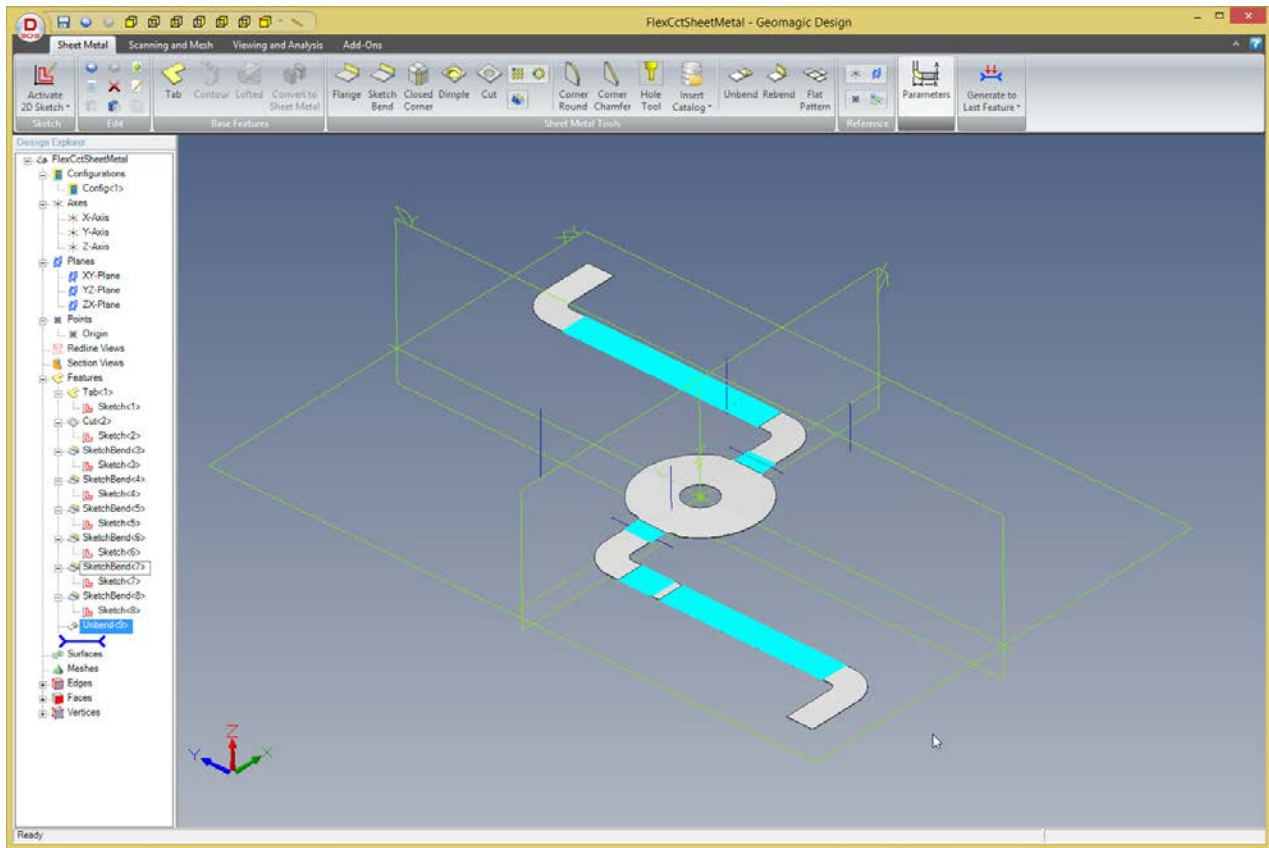 FlexCctSheetMetal - Geomagic Design
Sheet Metal Scanning and Mesh Viewing and Analysis Add-Ons
Activate
2D Sketch
Tab Contour Lofted Convert to
Sheet Metal
Flange Sketch
Bend Closed
Corner Dimple Cut
Corner
Round Corner
Chamfer Hole
Tool Insert
Catalog
Unbend Rebend Flat
Pattern
Parameters
Generate to
Last Feature
Sketch Edit Base Features Sheet Metal Tools Reference
Design Explorer
FlexCctSheetMetal
Configurations
Config<1>
Axes
X-Axis
Y-Axis
Z-Axis
Planes
XY-Plane
YZ-Plane
ZX-Plane
Points
Origin
Redline Views
Section Views
Features
Tab<1>
Sketch<1>
Cut<2>
Sketch<2>
SketchBend<3>
Sketch<3>
SketchBend<4>
Sketch<4>
SketchBend<5>
Sketch<5>
SketchBend<6>
Sketch<6>
SketchBend<7>
Sketch<7>
SketchBend<8>
Sketch<8>
Unbend<9>
Surfaces
Meshes
Edges
Faces
Vertices
Z
Y X
Ready